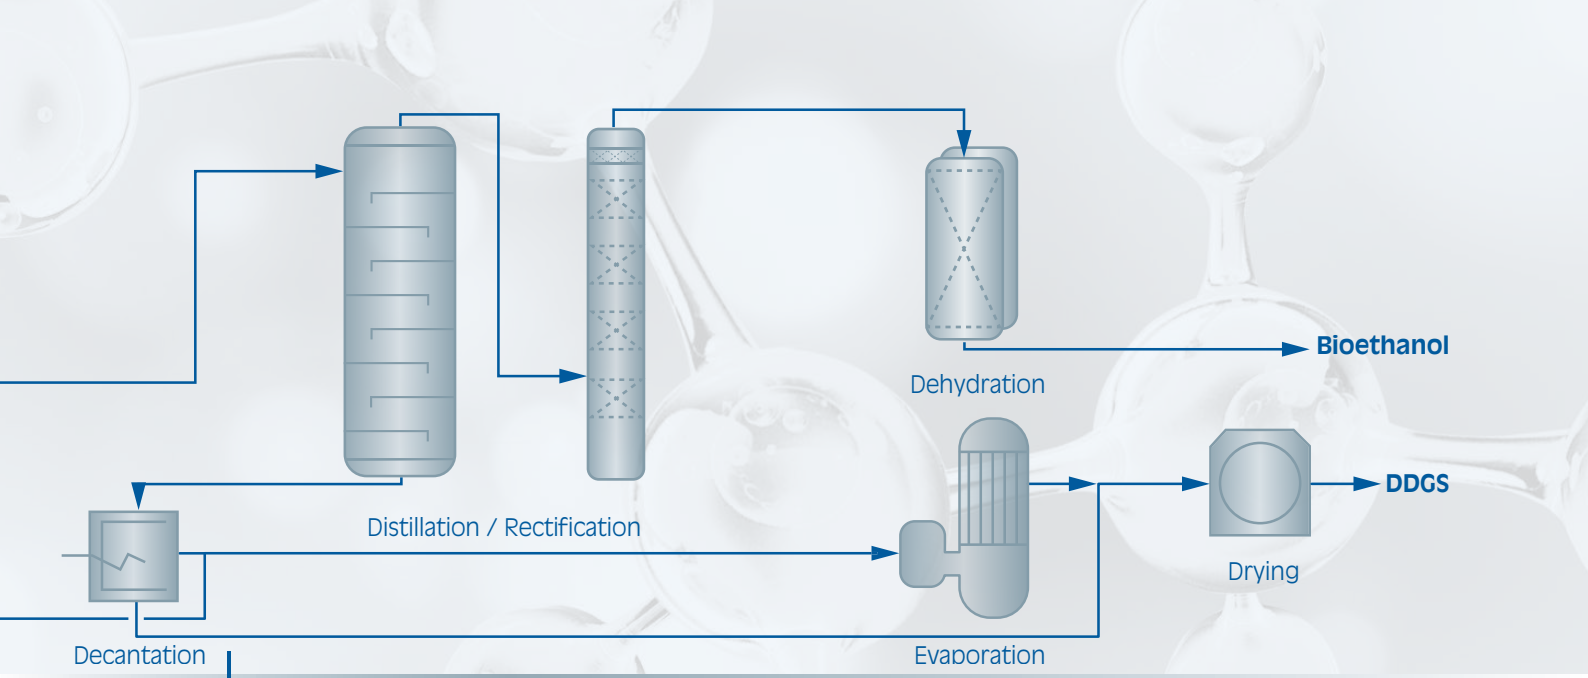 Bioethanol
Dehydration
DDGS
Distillation / Rectification
Drying
Decantation
Evaporation